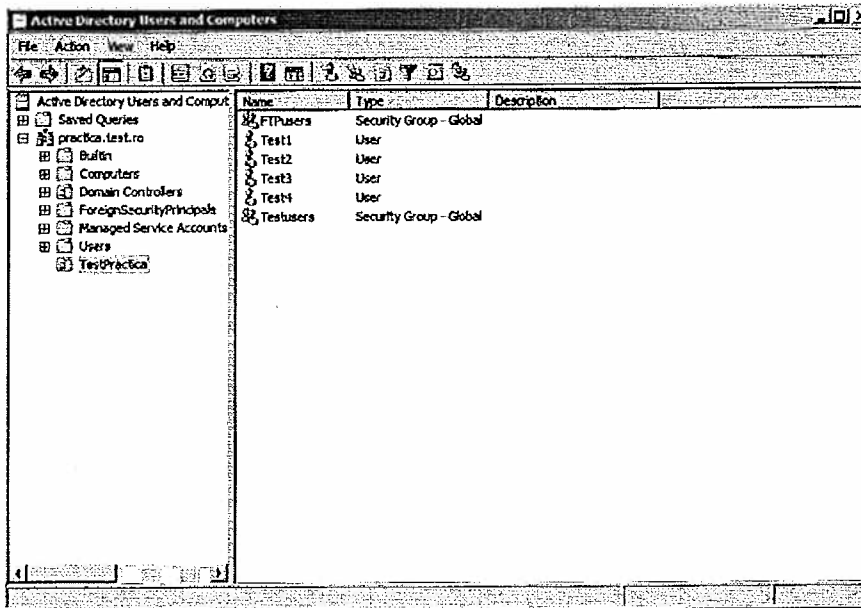 Active Directory Users and Computers
File Action View Help
Active Directory Users and Comput
Saved Queries
practica.test.ro
Builtin
Computers
Domain Controllers
ForeignSecurityPrincipals
Managed Service Accounts
Users
TestPractica
Name Type Description
FTPusers Security Group - Global
Test1 User
Test2 User
Test3 User
Test4 User
Testusers Security Group - Global